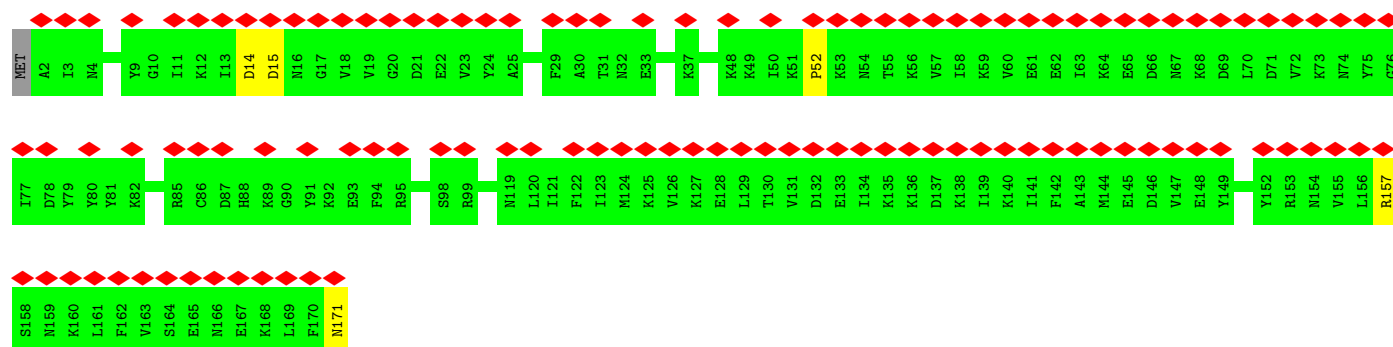 MET A2 I3 N4 Y9 G10 I11 K12 I13 D14 D15 N16 G17 V18 V19 G20 D21 E22 V23 Y24 A25 F29 A30 T31 N32 E33 K37 K48 K49 I50 K51 P52 K53 N54 T55 K56 V57 I58 K59 V60 E61 E62 I63 K64 E65 D66 N67 K68 D69 L70 D71 V72 K73 N74 Y75 G76
I77 D78 Y79 Y80 Y81 K82 R85 C86 D87 H88 K89 G90 Y91 K92 E93 F94 R95 S98 R99 N119 L120 I121 F122 I123 M124 K125 V126 K127 E128 L129 T130 V131 D132 E133 I134 K135 K136 D137 K138 I139 K140 I141 F142 A143 M144 E145 D146 V147 E148 Y149 Y152 R153 N154 V155 L156 R157
S158 N159 K160 L161 F162 V163 S164 E165 N166 E167 K168 L169 F170 N171